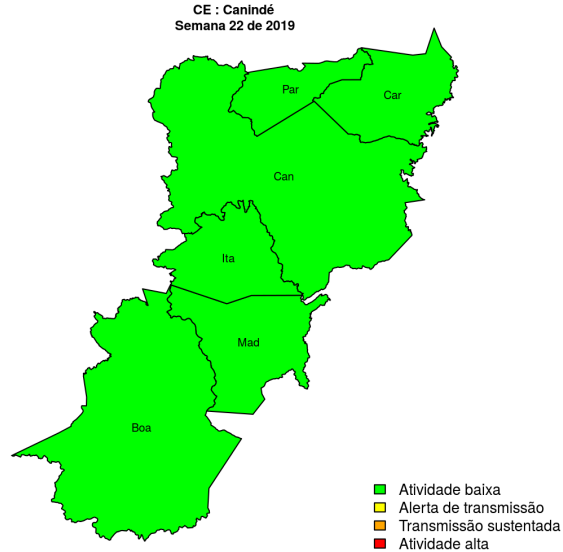 CE : Canindé
Semana 22 de 2019
Par
Car
Can
Ita
Mad
Boa
Atividade baixa
Alerta de transmissão
Transmissão sustentada
Atividade alta